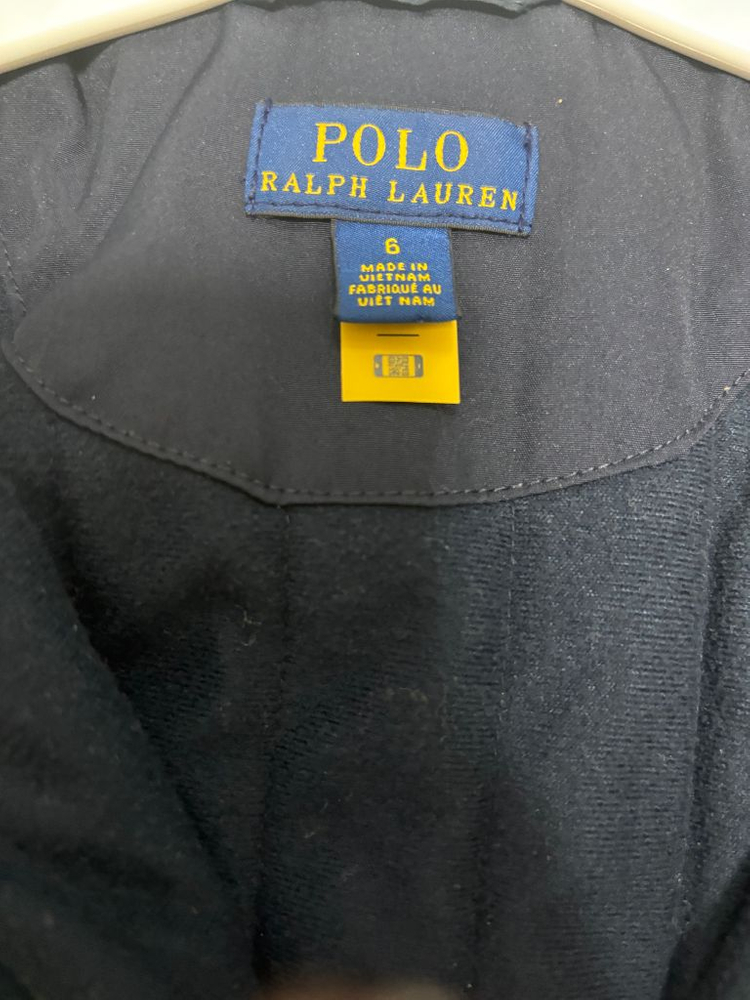 POLO
RALPH LAUREN
6
MADE IN
VIETNAM
FABRIQUÉ AU
VIÊT NAM